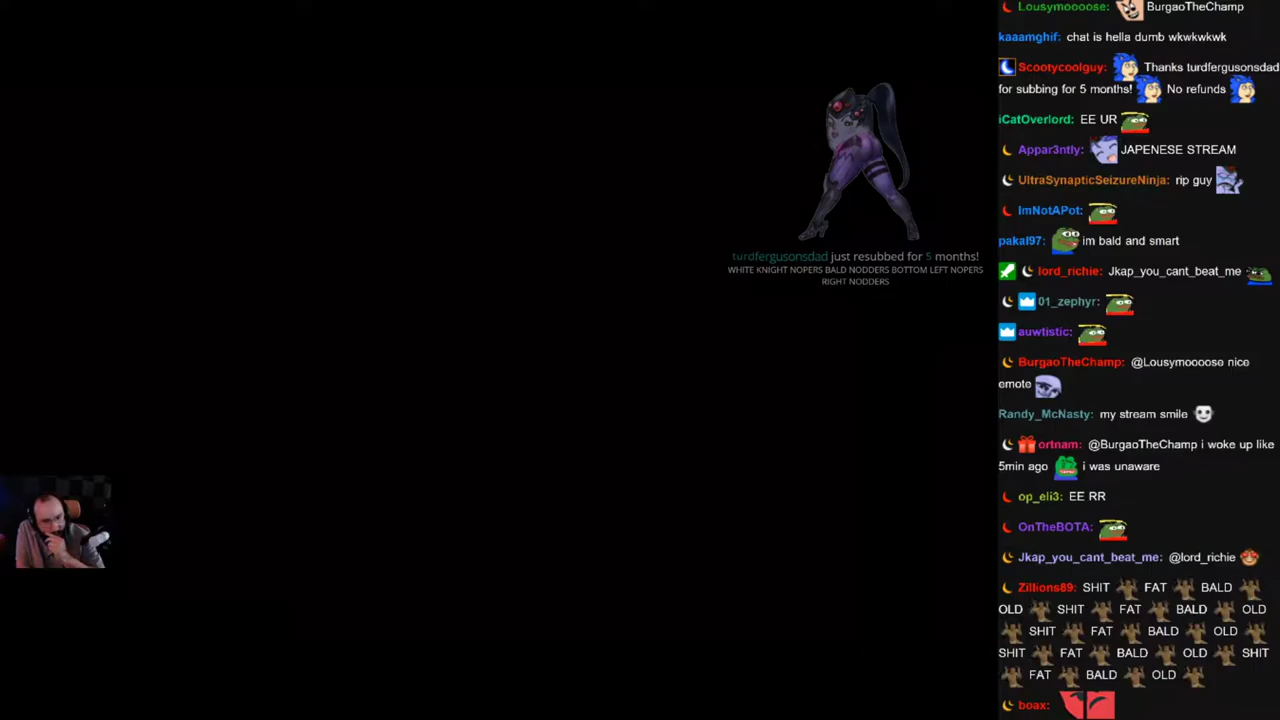 turdfergusonsdad just resubbed for 5 months!
WHITE KNIGHT NOPERS BALD NODDERS BOTTOM LEFT NOPERS
RIGHT NODDERS
Lousymoooose: BurgaoTheChamp
kaaamghif: chat is hella dumb wkwkwkwk
Scootycoolguy: Thanks turdfergusonsdad
for subbing for 5 months! No refunds
iCatOverlord: EE UR
Appar3ntly: JAPENESE STREAM
UltraSynapticSeizureNinja: rip guy
ImNotAPot:
pakal97: im bald and smart
lord_richie: Jkap_you_cant_beat_me
01_zephyr:
auwtistic:
BurgaoTheChamp: @Lousymoooose nice
emote
Randy_McNasty: my stream smile
ortnam: @BurgaoTheChamp i woke up like
5min ago i was unaware
op_eli3: EE RR
OnTheBOTA:
Jkap_you_cant_beat_me: @lord_richie
Zillions89: SHIT FAT BALD
OLD SHIT FAT BALD OLD
SHIT FAT BALD OLD
SHIT FAT BALD OLD SHIT
FAT BALD OLD
boax: